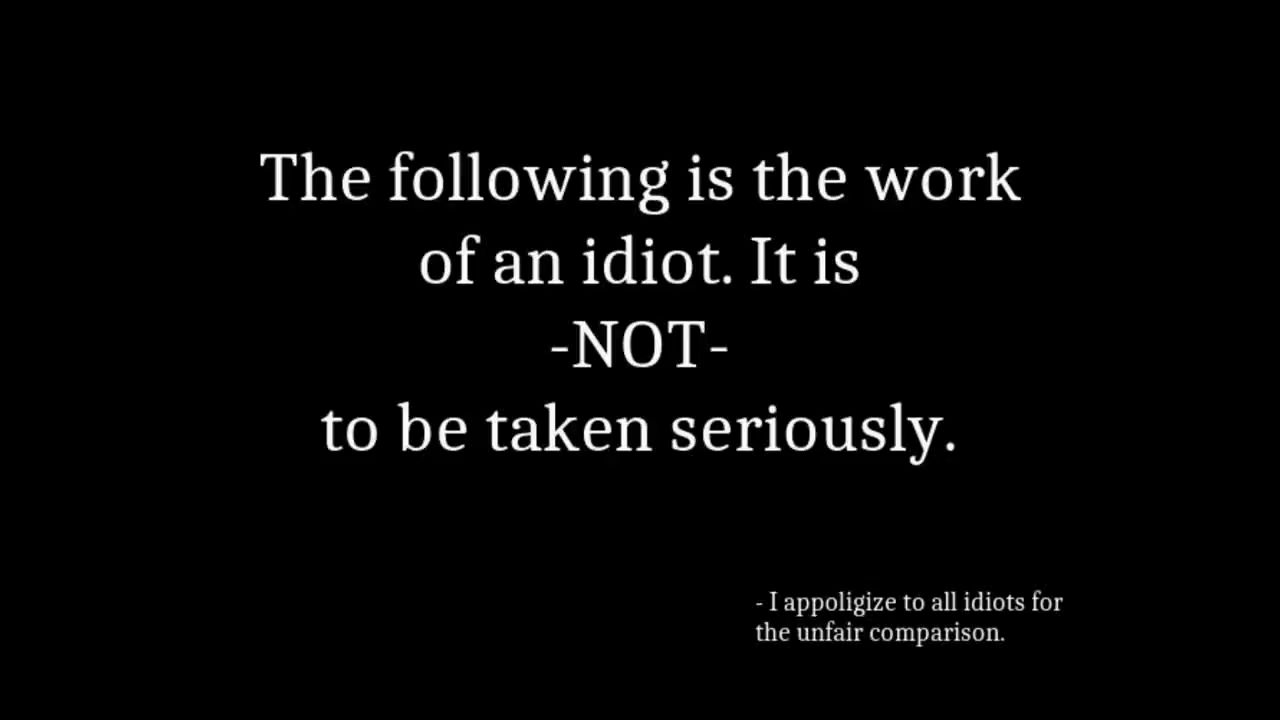 The following is the work
of an idiot. It is
-NOT-
to be taken seriously.
- I appoligize to all idiots for
the unfair comparison.